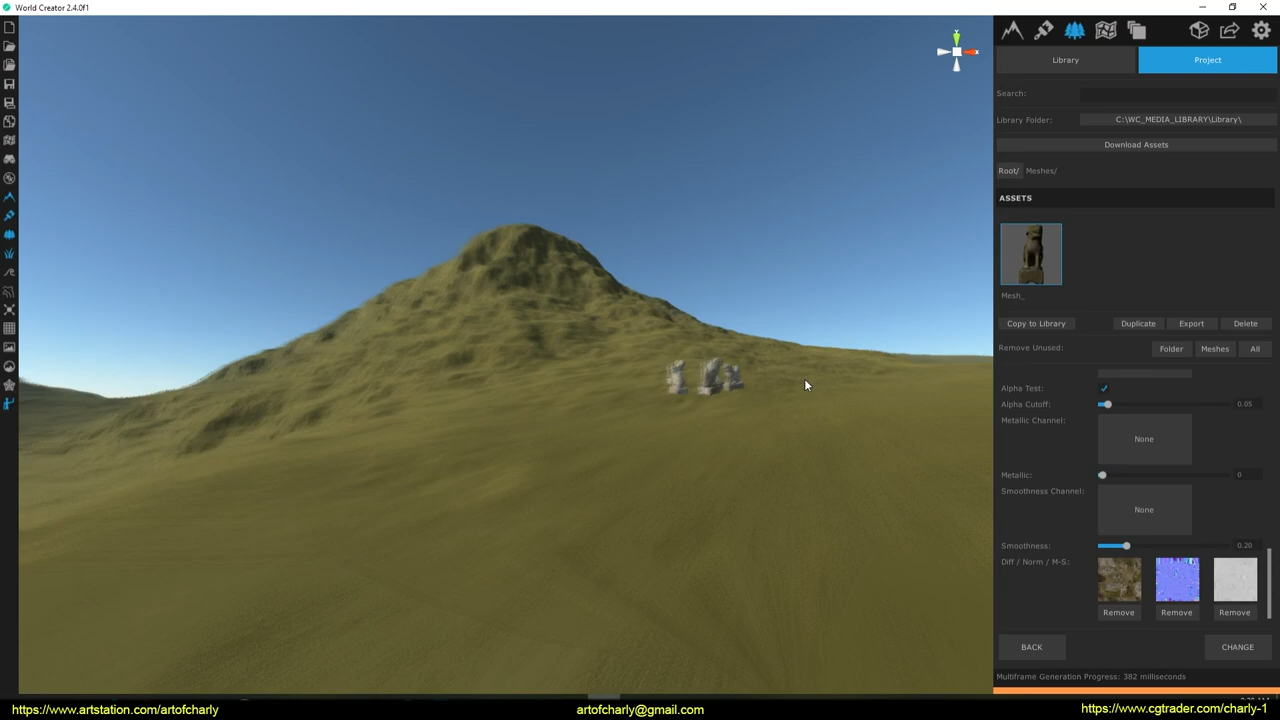 World Creator 2.4.0f1
Y
X
Library
Project
Search:
Library Folder: C:\WC_MEDIA_LIBRARY\Library\
Download Assets
Root/ Meshes/
ASSETS
Mesh_
Copy to Library Duplicate Export Delete
Remove Unused: Folder Meshes All
Alpha Test:
Alpha Cutoff: 0.05
Metallic Channel:
None
Metallic: 0
Smoothness Channel:
None
Smoothness: 0.20
Diff / Norm / M-S:
Remove Remove Remove
BACK CHANGE
Multiframe Generation Progress: 382 milliseconds
https://www.artstation.com/artofcharly artofcharly@gmail.com https://www.cgtrader.com/charly-1